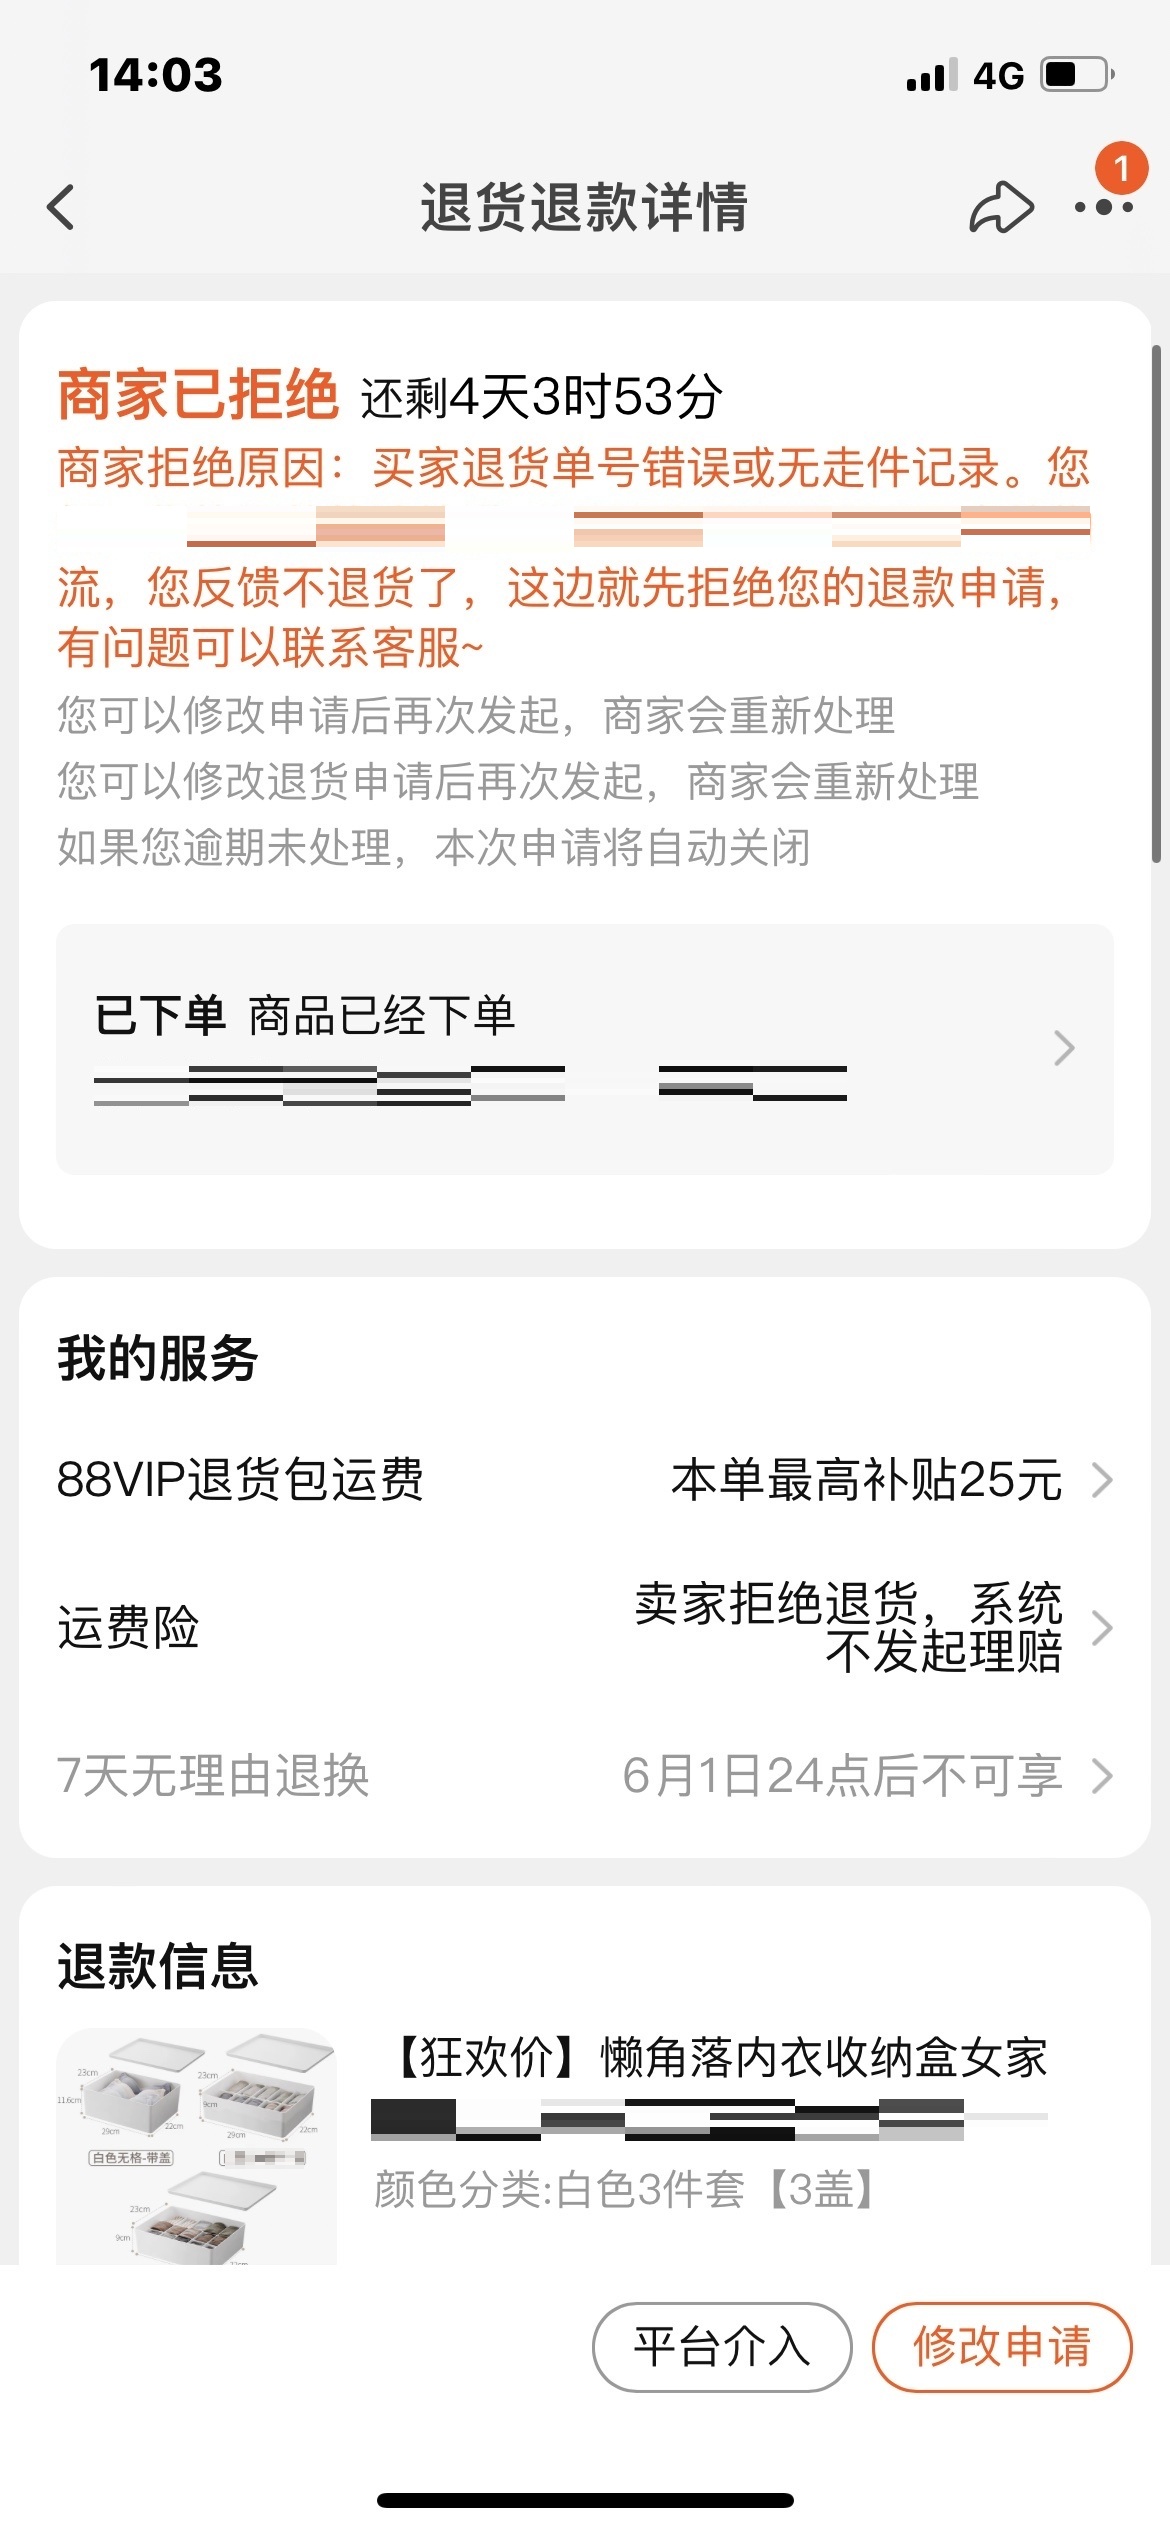 14:03
4G
1
退货退款详情
商家已拒绝 还剩4天3时53分
商家拒绝原因：买家退货单号错误或无走件记录。您
流，您反馈不退货了，这边就先拒绝您的退款申请，
有问题可以联系客服~
您可以修改申请后再次发起，商家会重新处理
您可以修改退货申请后再次发起，商家会重新处理
如果您逾期未处理，本次申请将自动关闭
已下单 商品已经下单
我的服务
88VIP退货包运费 本单最高补贴25元
运费险 卖家拒绝退货，系统
不发起理赔
7天无理由退换 6月1日24点后不可享
退款信息
【狂欢价】懒角落内衣收纳盒女家
颜色分类:白色3件套【3盖】
23cm
11.6cm
29cm
22cm
白色无格-带盖
23cm
9cm
29cm
22cm
23cm
9cm
平台介入
修改申请